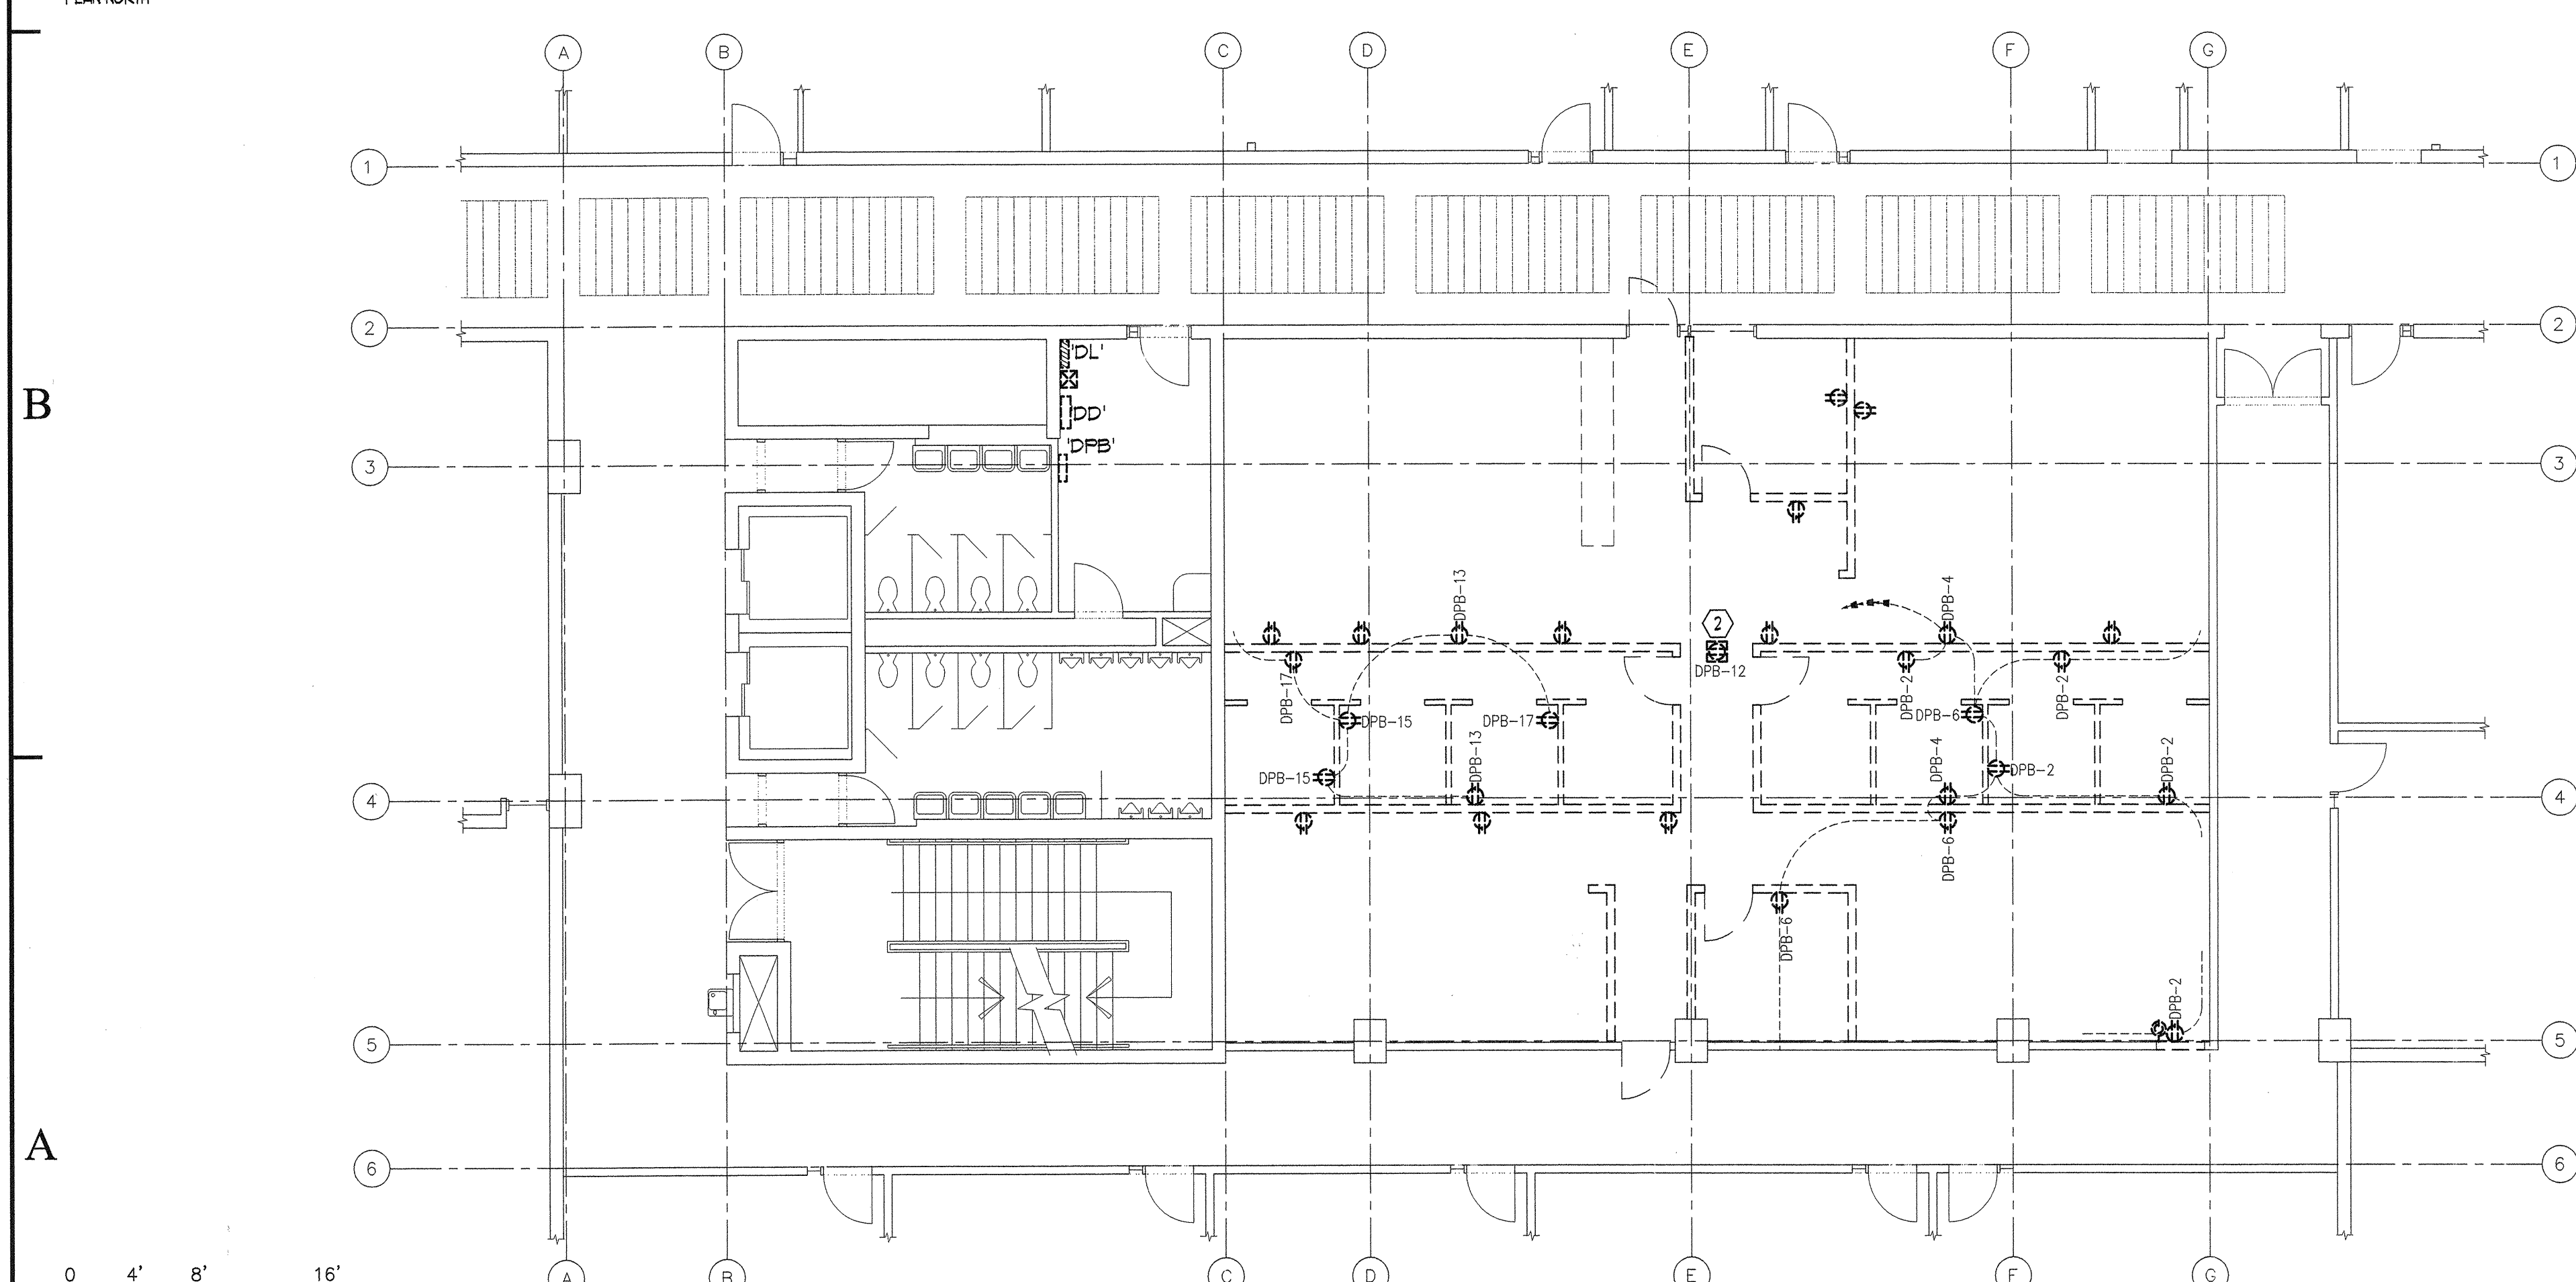 A B C D E F G
1 1
2 2
'DL'
B
DD'
'DPB'
3 3
DPB-13
DPB-4
2
DPB-12
DPB-17
DPB-15
DPB-17
DPB-2
DPB-6
DPB-2
DPB-15
DPB-13
DPB-4
DPB-2
DPB-2
4 4
DPB-6
DPB-6
DPB-2
5 5
A
6 6
0 4' 8' 16'
A B C D E F G